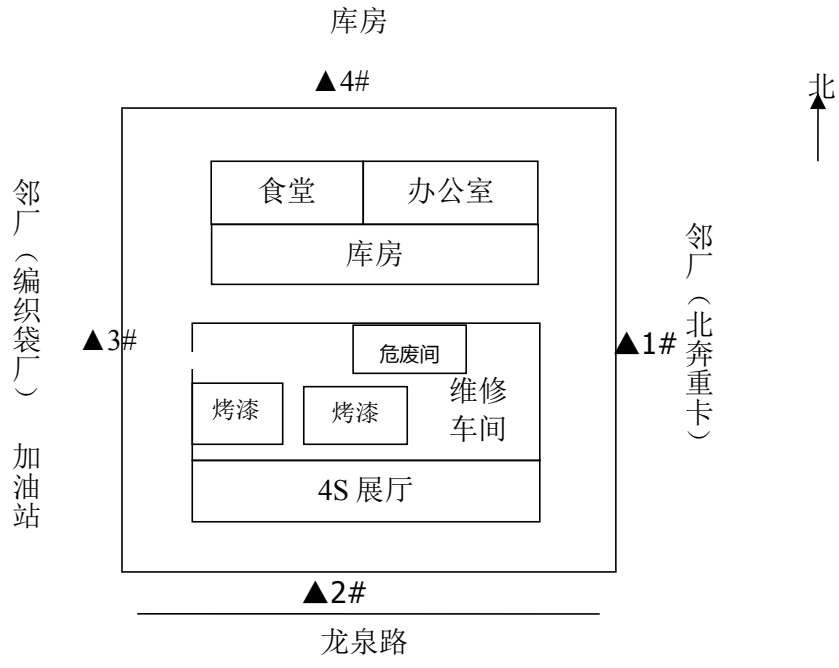 库房
▲4#
北
食堂
办公室
库房
邻厂（编织袋厂） 加油站
邻厂（北奔重卡）
▲3#
▲1#
危废间
烤漆
烤漆
维修
车间
4S 展厅
▲2#
龙泉路